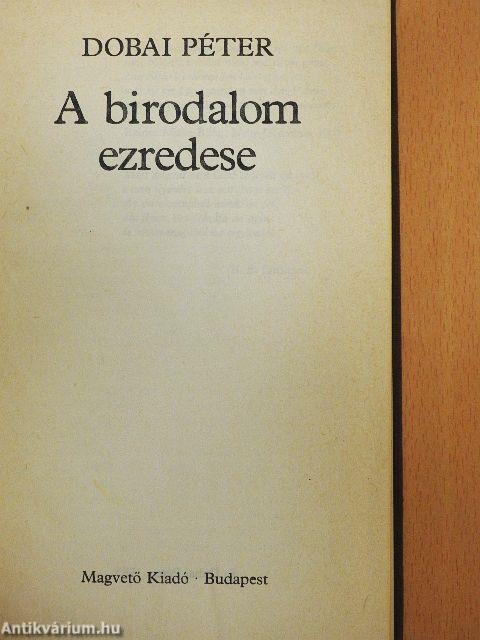 DOBAI PÉTER
A birodalom
ezredese
Magvető Kiadó · Budapest
Antikvárium.hu